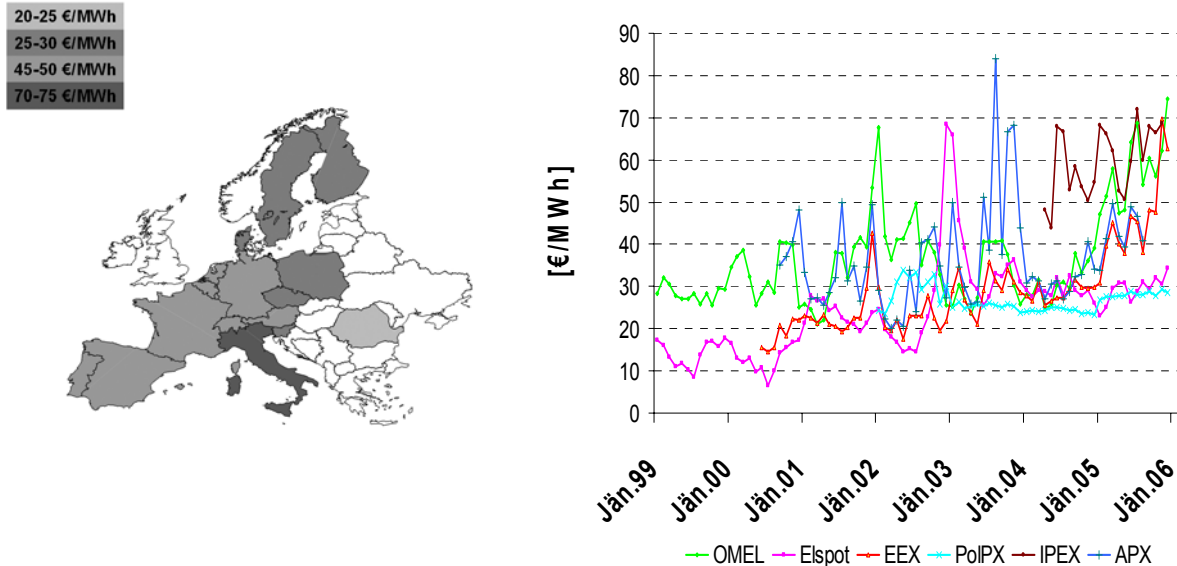 20-25 €/MWh
25-30 €/MWh
45-50 €/MWh
70-75 €/MWh
[€/MWh]
90
80
70
60
50
40
30
20
10
0
Jän.99
Jän.00
Jän.01
Jän.02
Jän.03
Jän.04
Jän.05
Jän.06
OMEL
Elspot
EEX
PolPX
IPEX
APX